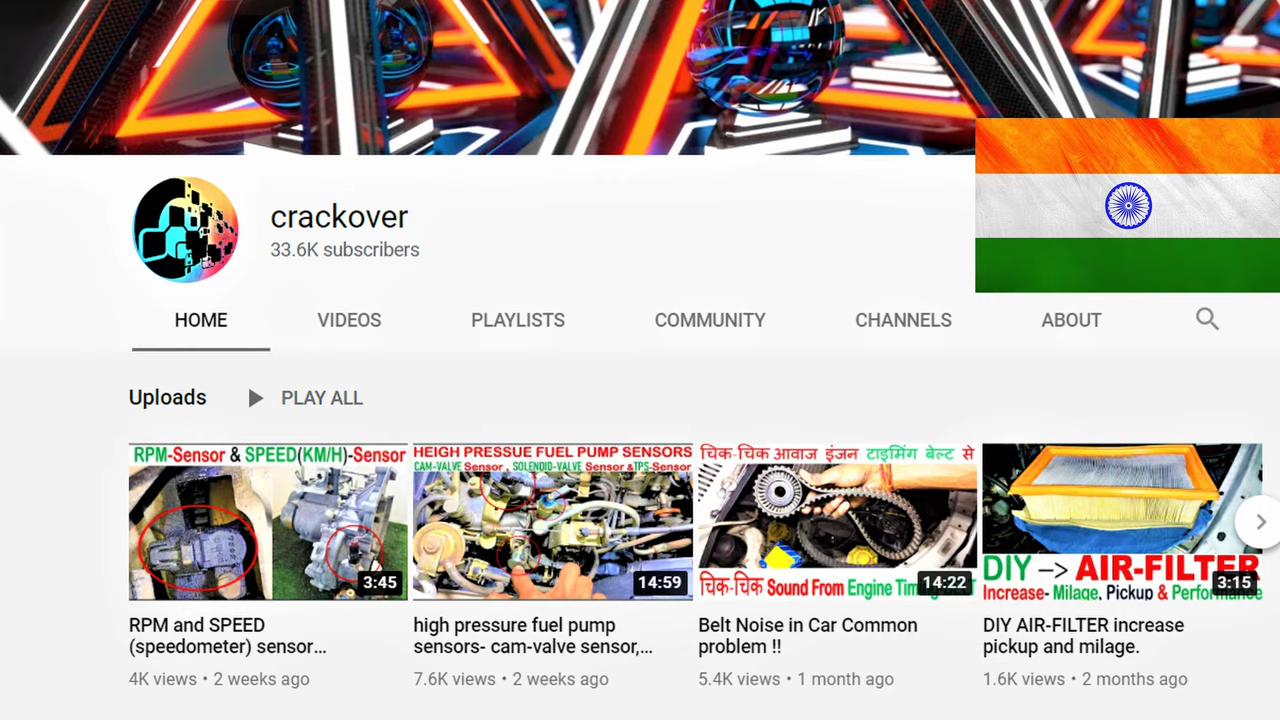 crackover
33.6K subscribers
HOME VIDEOS PLAYLISTS COMMUNITY CHANNELS ABOUT
Uploads PLAY ALL
RPM-Sensor & SPEED(KM/H)-Sensor
3:45
RPM and SPEED
(speedometer) sensor...
4K views • 2 weeks ago
HEIGH PRESSUE FUEL PUMP SENSORS
CAM-VALVE Sensor , SOLENOID-VALVE Sensor &TPS-Sensor
14:59
high pressure fuel pump
sensors- cam-valve sensor,...
7.6K views • 2 weeks ago
चिक-चिक आवाज इंजन टाइमिंग बेल्ट से
चिक-चिक Sound From Engine
14:22
Belt Noise in Car Common
problem !!
5.4K views • 1 month ago
DIY --> AIR-FILTER
Increase- Milage, Pickup & Performance
3:15
DIY AIR-FILTER increase
pickup and milage.
1.6K views • 2 months ago